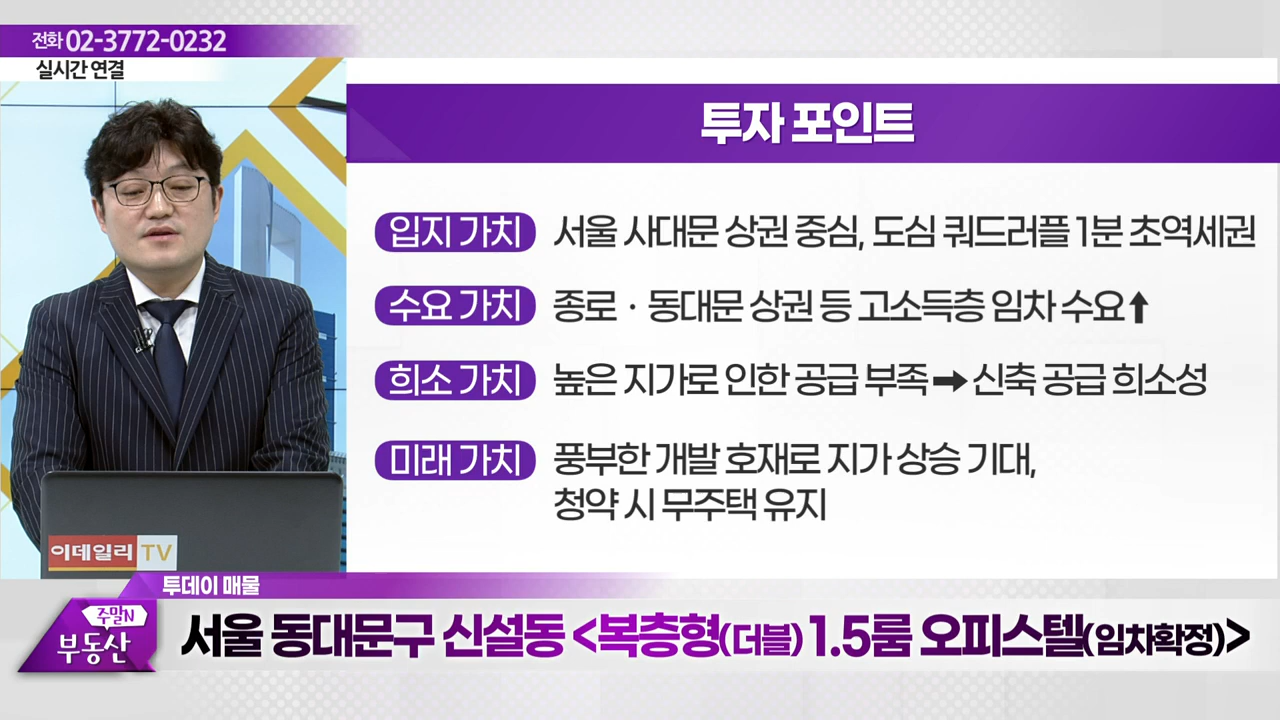 전화 02-3772-0232
실시간 연결
투자 포인트
입지 가치 서울 사대문 상권 중심, 도심 쿼드러플 1분 초역세권
수요 가치 종로 · 동대문 상권 등 고소득층 임차 수요⬆
희소 가치 높은 지가로 인한 공급 부족➡신축 공급 희소성
미래 가치 풍부한 개발 호재로 지가 상승 기대,
청약 시 무주택 유지
이데일리 TV
투데이 매물
주말N
부동산
서울 동대문구 신설동 <복층형(더블) 1.5룸 오피스텔(임차확정)>